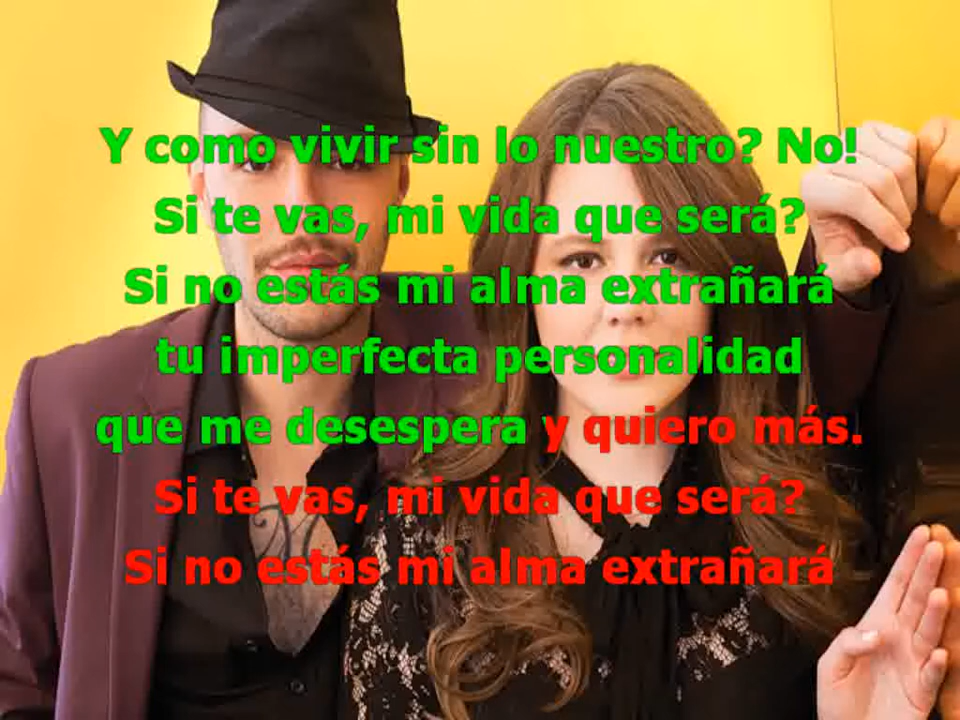 Y como vivir sin lo nuestro? No!
Si te vas, mi vida que será?
Si no estás mi alma extrañará
tu imperfecta personalidad
que me desespera y quiero más.
Si te vas, mi vida que será?
Si no estás mi alma extrañará